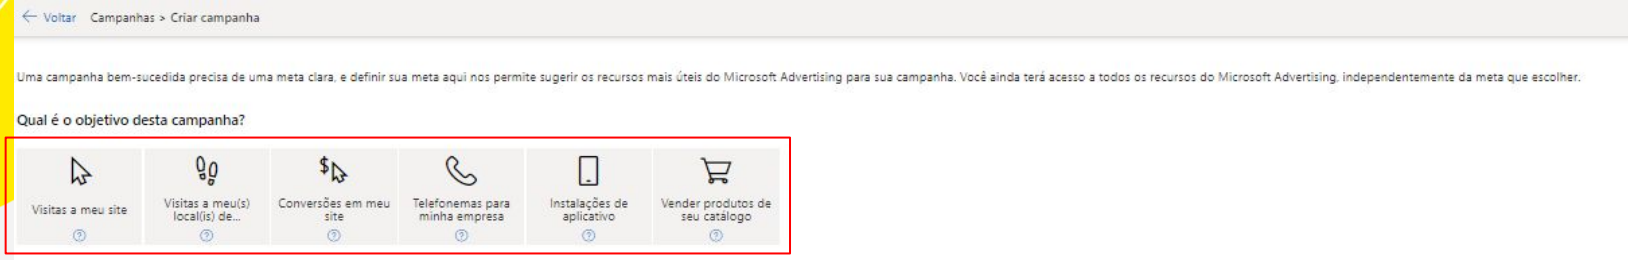 ← Voltar Campanhas > Criar campanha
Uma campanha bem-sucedida precisa de uma meta clara, e definir sua meta aqui nos permite sugerir os recursos mais úteis do Microsoft Advertising para sua campanha. Você ainda terá acesso a todos os recursos do Microsoft Advertising, independentemente da meta que escolher.
Qual é o objetivo desta campanha?
Visitas a meu site
Visitas a meu(s)
local(is) de...
Conversões em meu
site
Telefonemas para
minha empresa
Instalações de
aplicativo
Vender produtos de
seu catálogo